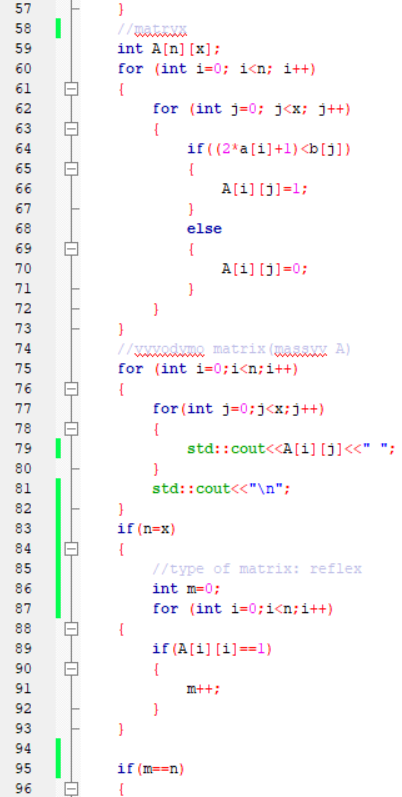 57 }
58 //matryx
59 int A[n][x];
60 for (int i=0; i<n; i++)
61 {
62 for (int j=0; j<x; j++)
63 {
64 if((2*a[i]+1)<b[j])
65 {
66 A[i][j]=1;
67 }
68 else
69 {
70 A[i][j]=0;
71 }
72 }
73 }
74 //vyvodymo matrix(massyv A)
75 for (int i=0;i<n;i++)
76 {
77 for(int j=0;j<x;j++)
78 {
79 std::cout<<A[i][j]<<" ";
80 }
81 std::cout<<"\n";
82 }
83 if(n=x)
84 {
85 //type of matrix: reflex
86 int m=0;
87 for (int i=0;i<n;i++)
88 {
89 if(A[i][i]==1)
90 {
91 m++;
92 }
93 }
94
95 if(m==n)
96 {